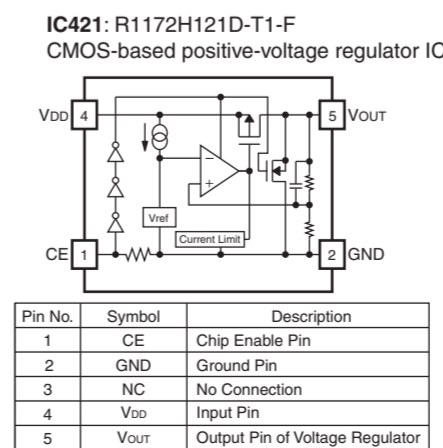 IC421: R1172H121D-T1-F
CMOS-based positive-voltage regulator IC
VDD 4
5 VOUT
−
+
Vref
Current Limit
CE 1
2 GND
Pin No. Symbol Description
1 CE Chip Enable Pin
2 GND Ground Pin
3 NC No Connection
4 VDD Input Pin
5 VOUT Output Pin of Voltage Regulator